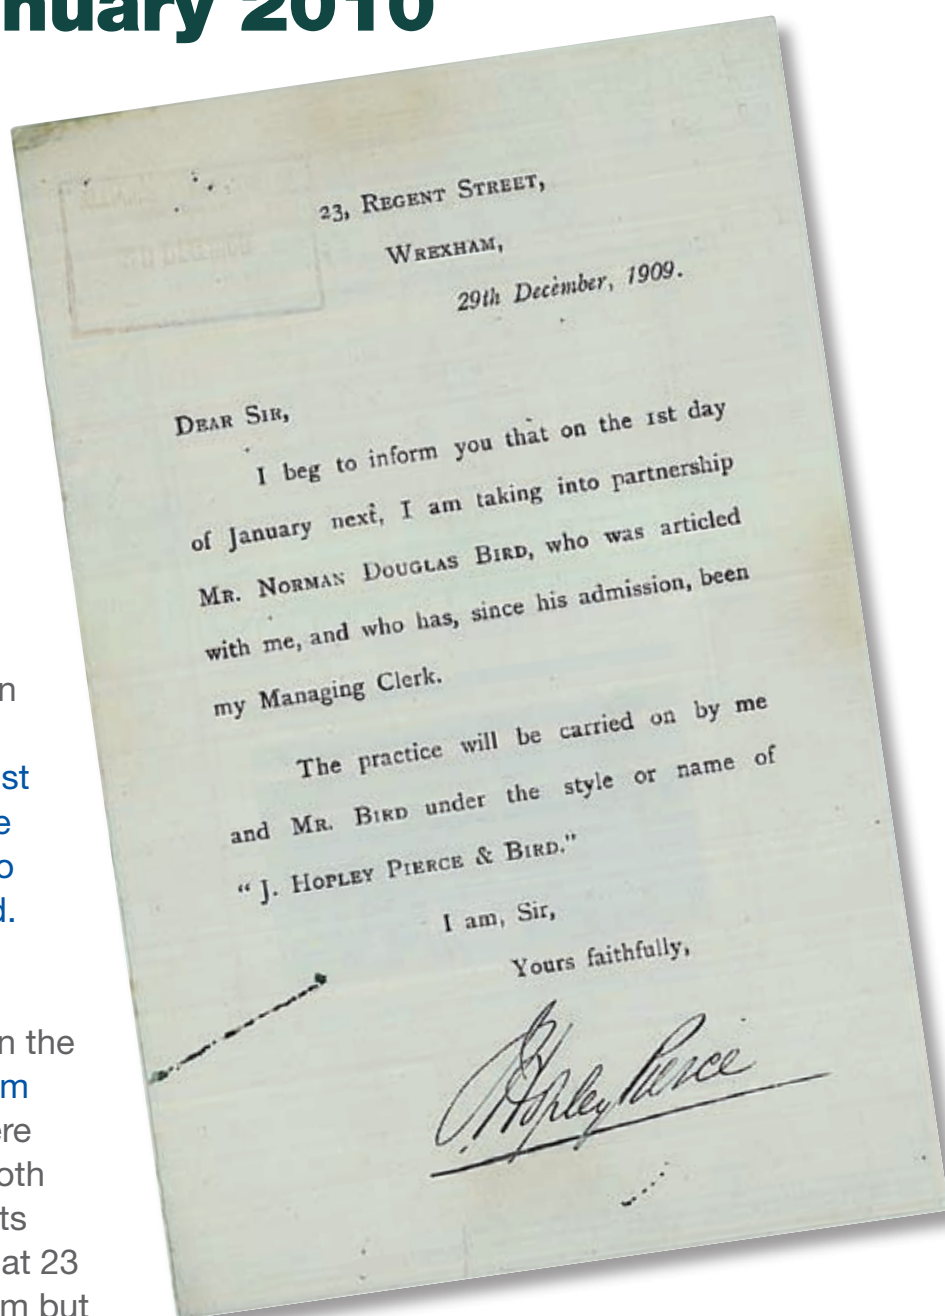 nuary 2010
23, REGENT STREET,
WREXHAM,
29th December, 1909.
DEAR SIR,
I beg to inform you that on the 1st day
of January next, I am taking into partnership
MR. NORMAN DOUGLAS BIRD, who was articled
with me, and who has, since his admission, been
my Managing Clerk.
The practice will be carried on by me
and MR. BIRD under the style or name of
“ J. HOPLEY PIERCE & BIRD.”
I am, Sir,
Yours faithfully,
J. Hopley Pierce
n
st
e
o
d.
n the
m
ere
oth
ts
at 23
m but